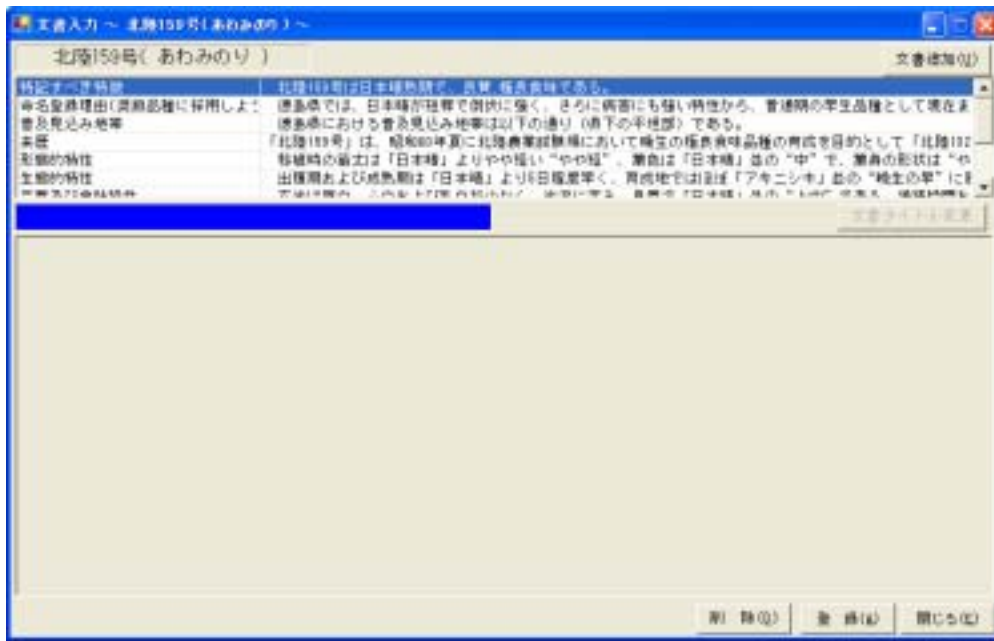 文書入力 ～ 北陸159号(あわみのり) ～
北陸159号( あわみのり )
文書追加(U)
特記すべき特徴 北陸159号は日本晴熟期で、良質、極良食味である。
命名登録理由(奨励品種に採用しよう 徳島県では、日本晴が短稈で倒伏に強く、さらに病害にも強い特性から、普通期の早生品種として現在ま
普及見込み地帯 徳島県における普及見込み地帯は以下の通り（県下の平坦部）である。
来歴 「北陸159号」は、昭和60年夏に北陸農業試験場において晩生の極良食味品種の育成を目的として「北陸
形態的特性 移植時の苗丈は「日本晴」よりやや短い“やや短”、葉色は「日本晴」並の“中”で、葉身の形状は“や
生態的特性 出穂期および成熟期は「日本晴」より5日程度早く、育成地ではほぼ「アキニシキ」並の“晩生の早”に
文書タイトル変更
削 除(D)
登 録(W)
閉じる(E)